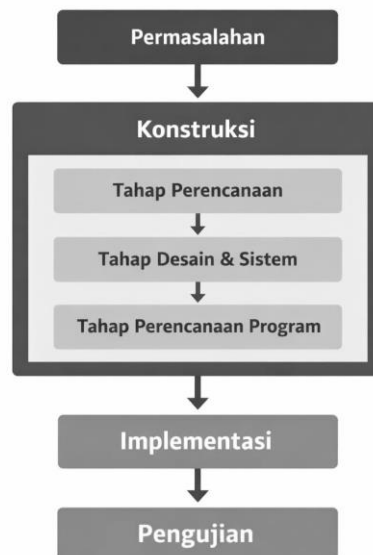 Permasalahan
Konstruksi
Tahap Perencanaan
Tahap Desain & Sistem
Tahap Perencanaan Program
Implementasi
Pengujian